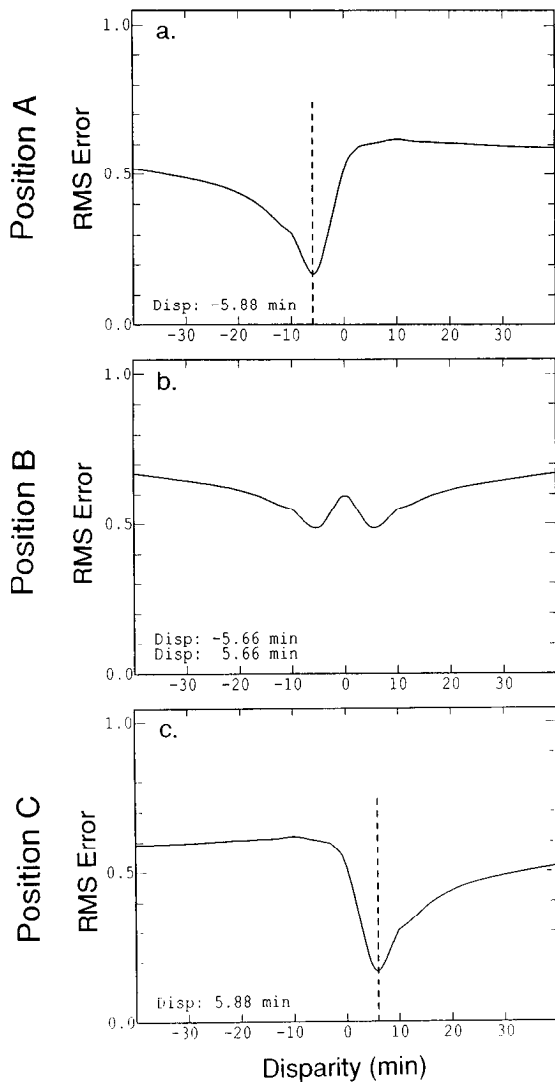 a.
Position A
RMS Error
1.0
0.5
0.0
Disp: -5.88 min
-30 -20 -10 0 10 20 30
b.
Position B
RMS Error
1.0
0.5
0.0
Disp: -5.66 min
Disp: 5.66 min
-30 -20 -10 0 10 20 30
c.
Position C
RMS Error
1.0
0.5
0.0
Disp: 5.88 min
-30 -20 -10 0 10 20 30
Disparity (min)